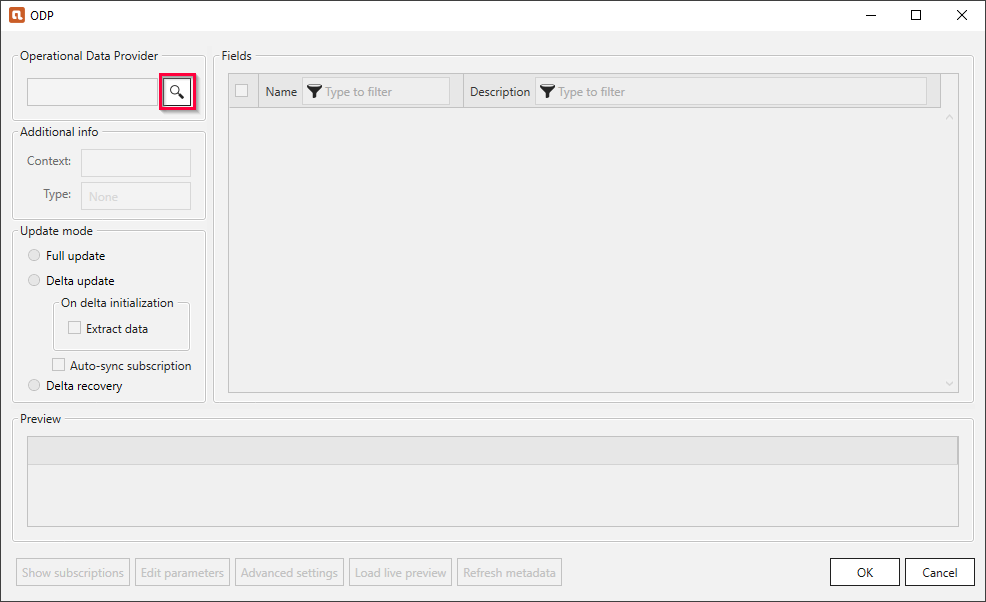 ODP
Operational Data Provider
Additional info
Context:
Type: None
Update mode
Full update
Delta update
On delta initialization
Extract data
Auto-sync subscription
Delta recovery
Fields
Name Type to filter Description Type to filter
Preview
Show subscriptions Edit parameters Advanced settings Load live preview Refresh metadata OK Cancel